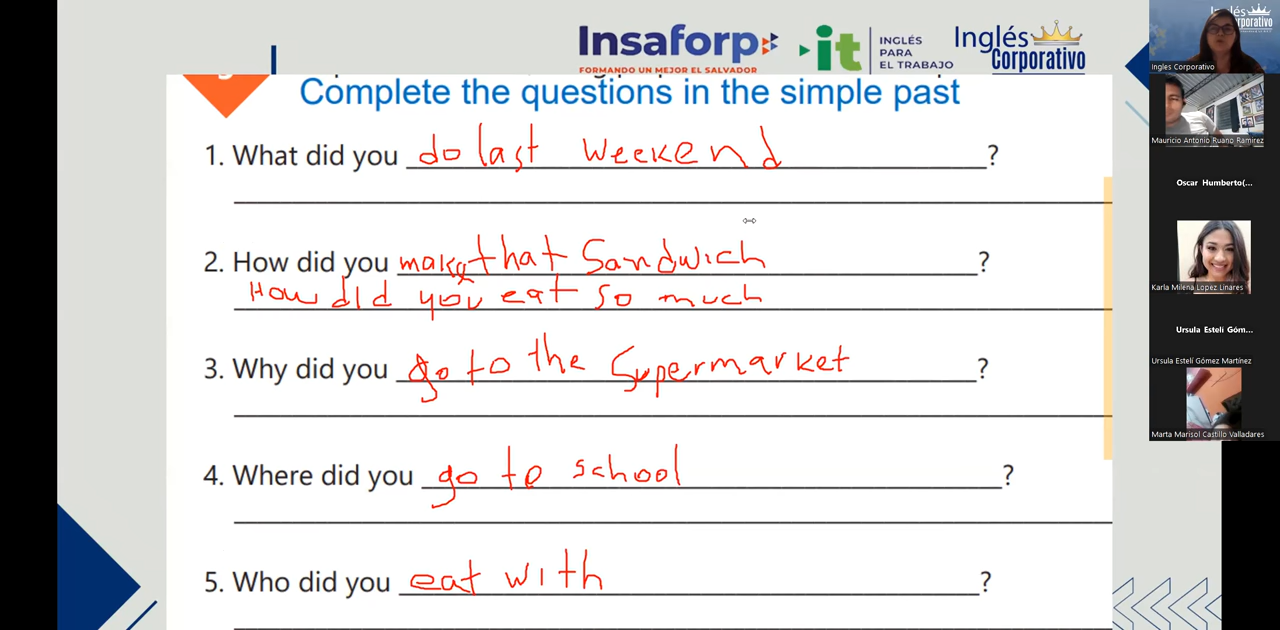 Insaforp
FORMANDO UN MEJOR EL SALVADOR
it
INGLÉS
PARA
EL TRABAJO
Inglés
Corporativo
Complete the questions in the simple past
1. What did you do last weekend ?
2. How did you make that Sandwich ?
How did you eat so much
3. Why did you go to the Supermarket ?
4. Where did you go to school ?
5. Who did you eat with ?
Ingles Corporativo
Mauricio Antonio Ruano Ramirez
Oscar Humberto(...
Karla Milena Lopez Linares
Ursula Estelí Góm...
Ursula Estelí Gómez Martínez
Marta Marisol Castillo Valladares